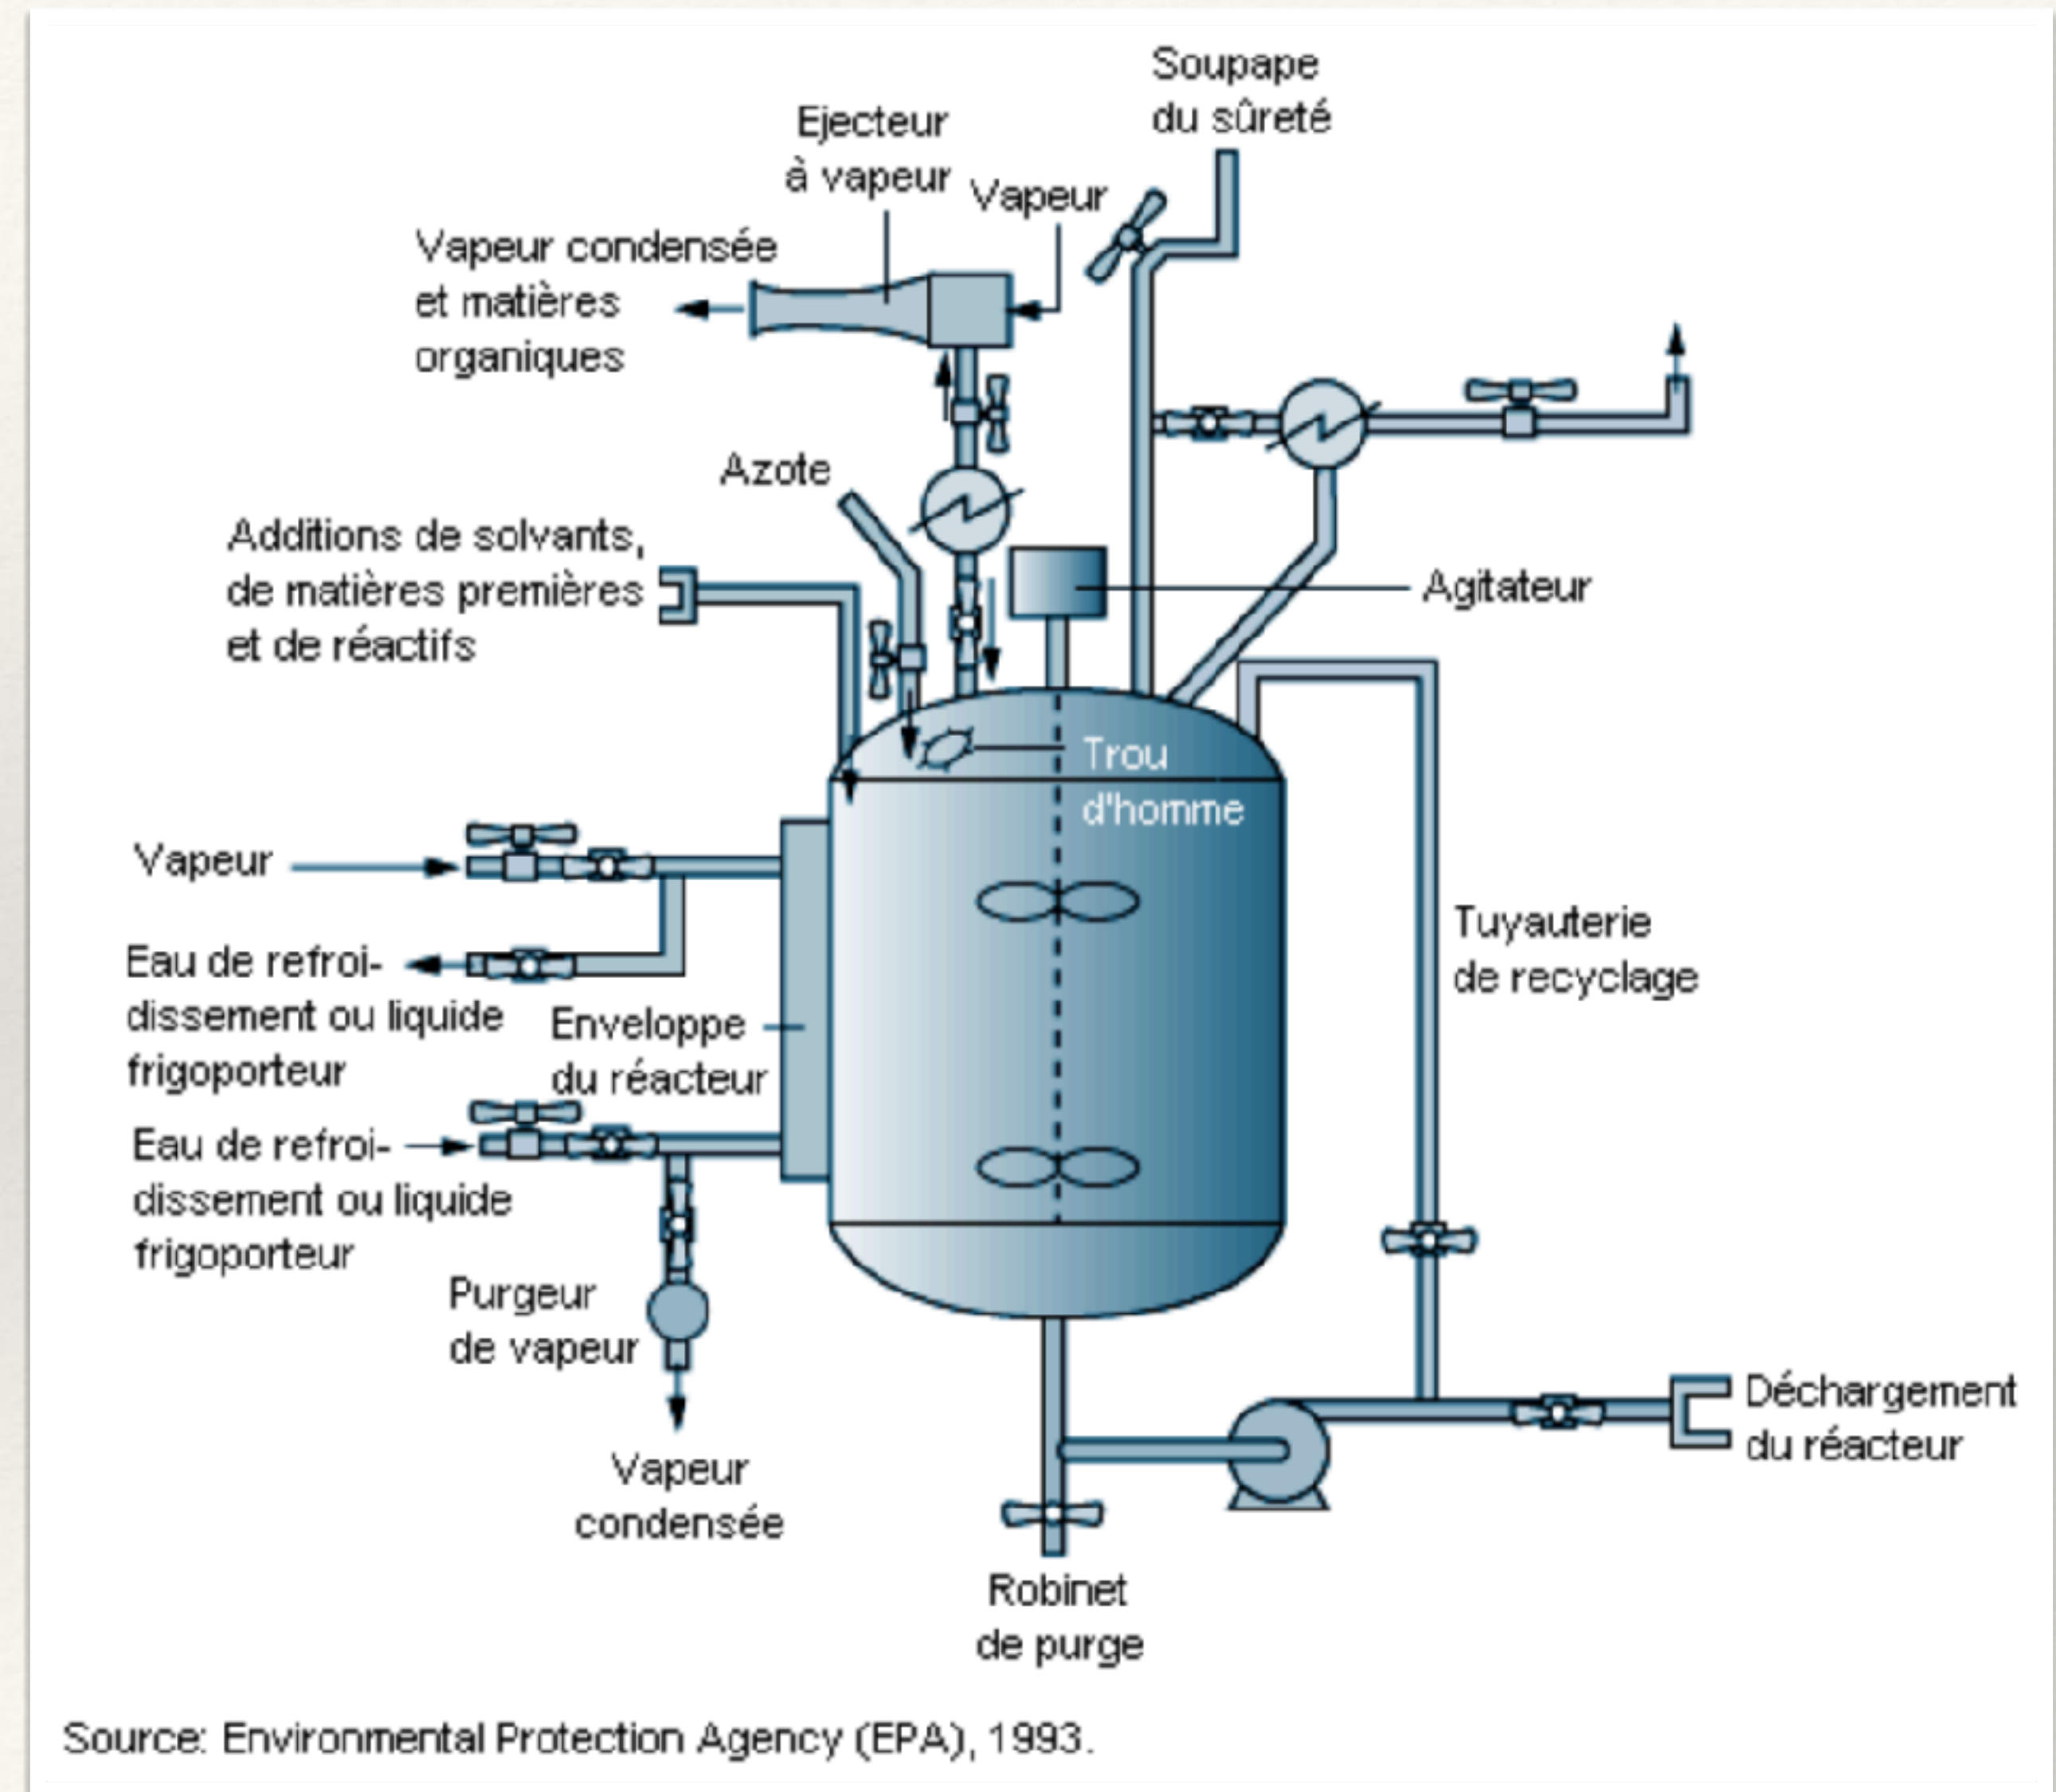 Soupape
du sûreté
Ejecteur
à vapeur
Vapeur
Vapeur condensée
et matières
organiques
Azote
Additions de solvants,
de matières premières
et de réactifs
Agitateur
Trou
d'homme
Vapeur
Eau de refroi-
dissement ou liquide
frigoporteur
Enveloppe
du réacteur
Tuyauterie
de recyclage
Eau de refroi-
dissement ou liquide
frigoporteur
Purgeur
de vapeur
Vapeur
condensée
Déchargement
du réacteur
Robinet
de purge
Source: Environmental Protection Agency (EPA), 1993.